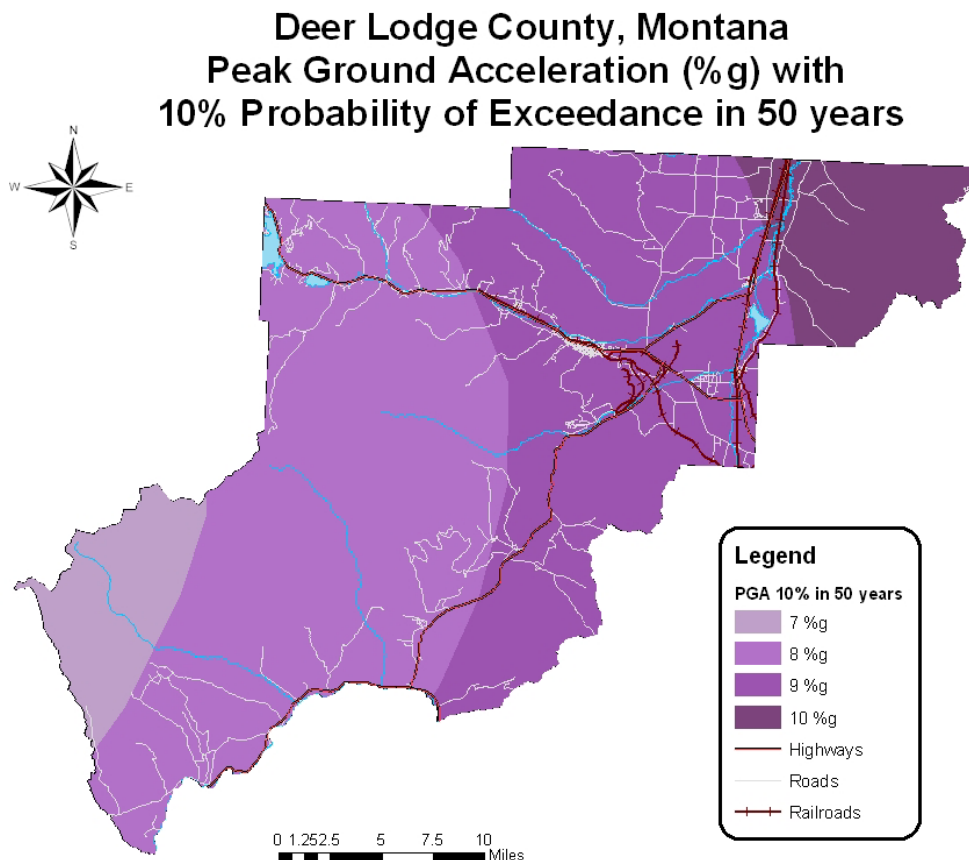 Deer Lodge County, Montana
Peak Ground Acceleration (%g) with
10% Probability of Exceedance in 50 years
N
W E
S
Legend
PGA 10% in 50 years
7 %g
8 %g
9 %g
10 %g
Highways
Roads
Railroads
0 1.252.5 5 7.5 10
Miles